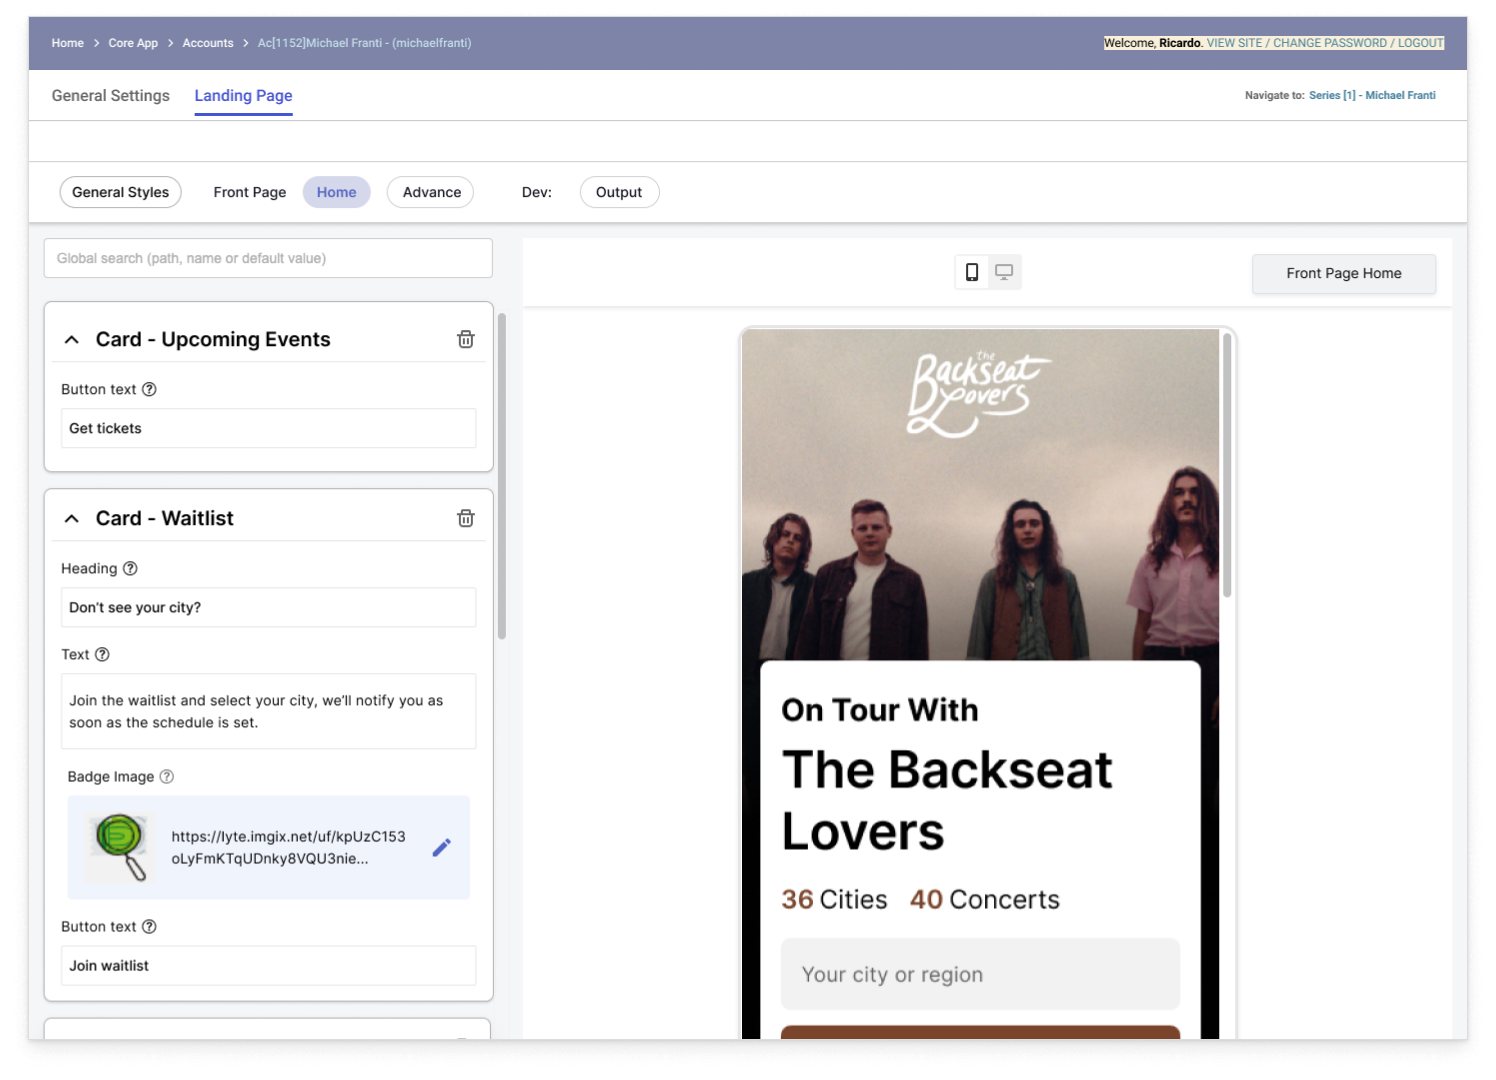 Home > Core App > Accounts > Ac[1152]Michael Franti - (michaelfranti)
Welcome, Ricardo. VIEW SITE / CHANGE PASSWORD / LOGOUT
General Settings Landing Page
Navigate to: Series [1] - Michael Franti
General Styles Front Page Home Advance Dev: Output
Global search (path, name or default value)
Front Page Home
Card - Upcoming Events
Button text
Get tickets
Card - Waitlist
Heading
Don't see your city?
Text
Join the waitlist and select your city, we'll notify you as
soon as the schedule is set.
Badge Image
https://lyte.imgix.net/uf/kpUzC153
oLyFmKTqUDnky8VQU3nie...
Button text
Join waitlist
the
Backseat
Lovers
On Tour With
The Backseat
Lovers
36 Cities 40 Concerts
Your city or region